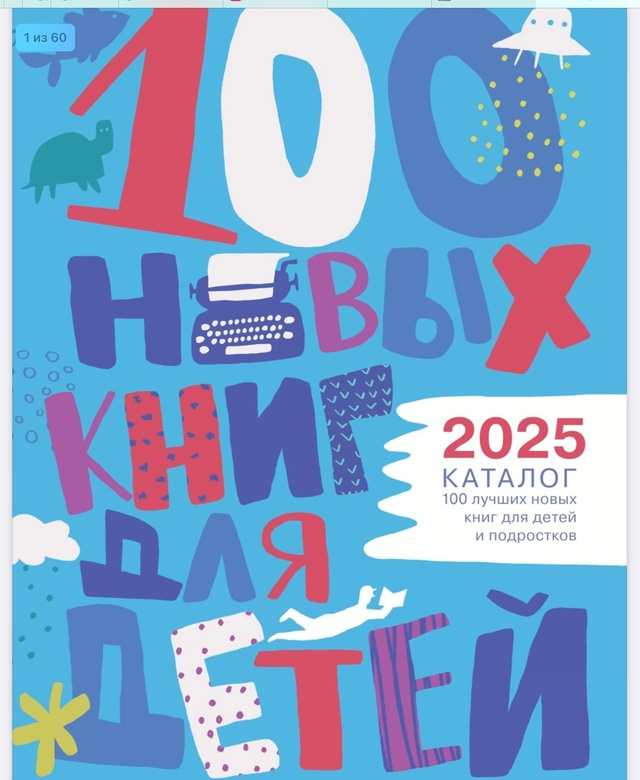 1 из 60
100
НОВЫХ
КНИГ
2025
КАТАЛОГ
100 лучших новых
книг для детей
и подростков
ДЛЯ
ДЕТЕЙ